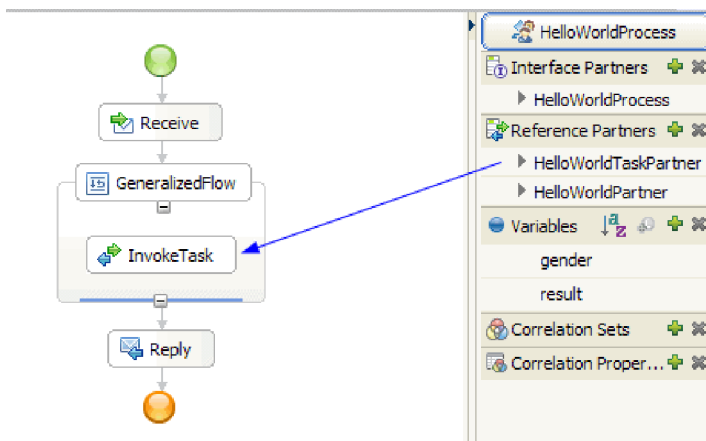 Receive
GeneralizedFlow
InvokeTask
Reply
HelloWorldProcess
Interface Partners
HelloWorldProcess
Reference Partners
HelloWorldTaskPartner
HelloWorldPartner
Variables
gender
result
Correlation Sets
Correlation Proper...